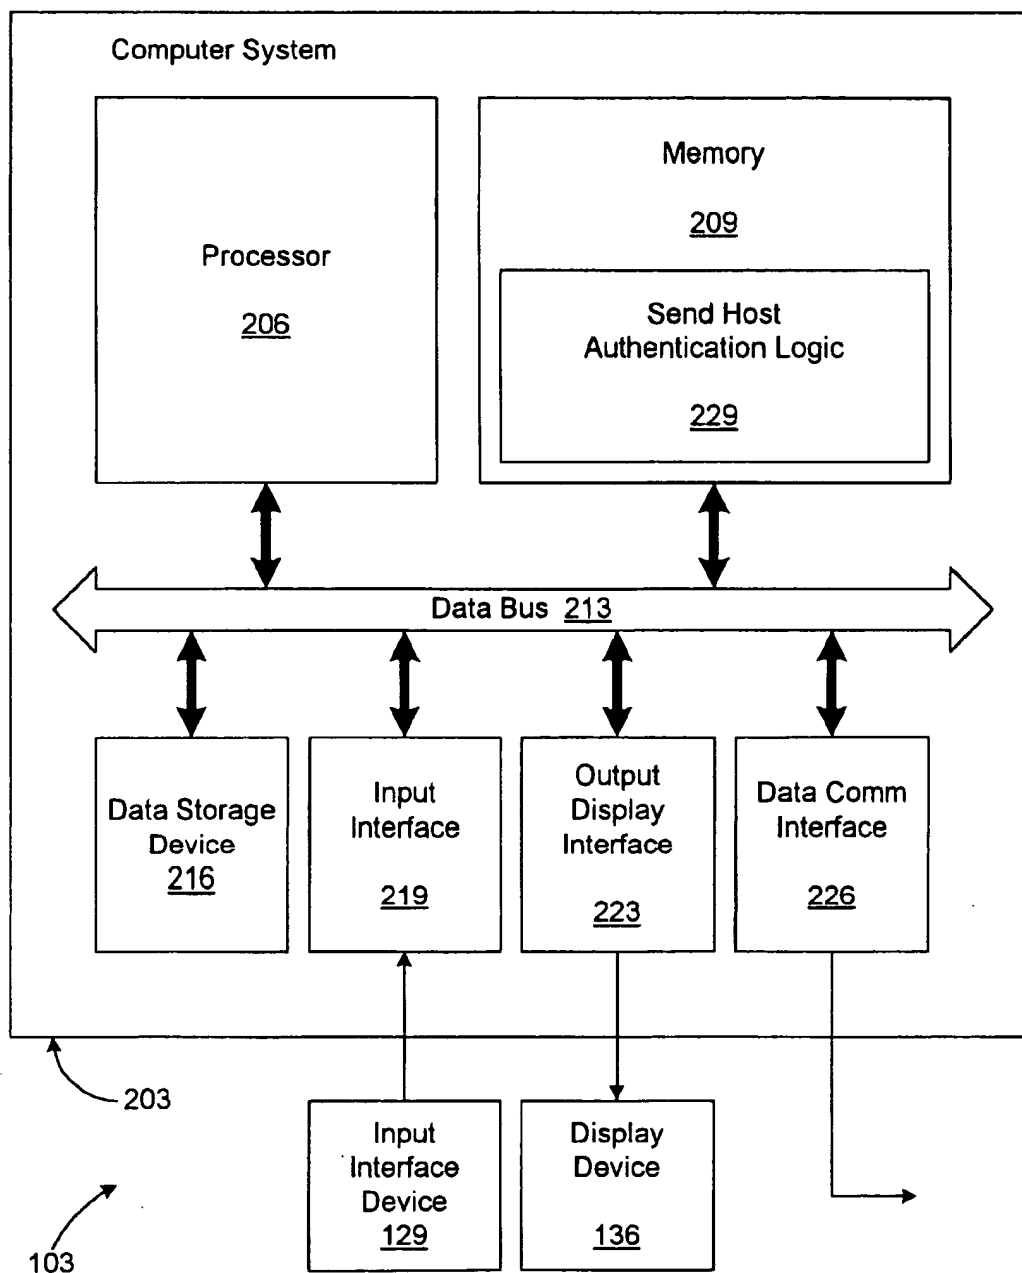 Computer System
Processor
206
Memory
209
Send Host
Authentication Logic
229
Data Bus 213
Data Storage
Device
216
Input
Interface
219
Output
Display
Interface
223
Data Comm
Interface
226
203
Input
Interface
Device
129
Display
Device
136
103